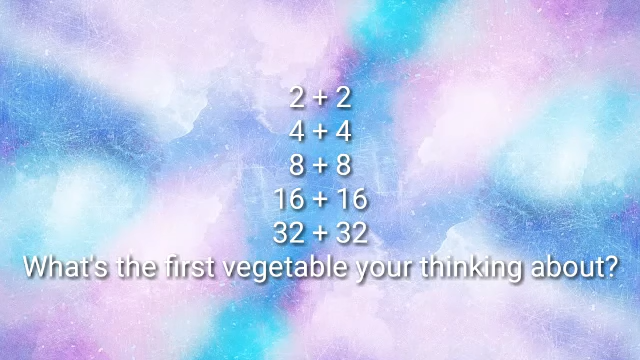 2 + 2
4 + 4
8 + 8
16 + 16
32 + 32
What's the first vegetable your thinking about?